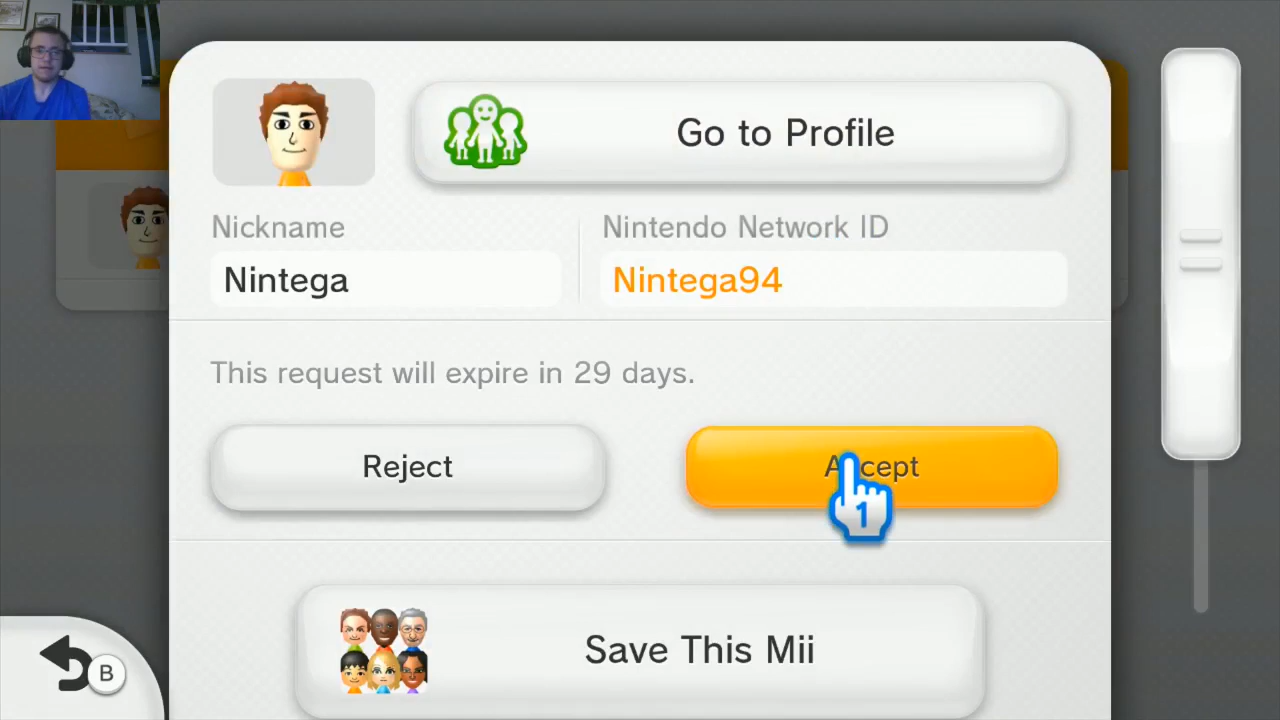 Go to Profile
Nickname
Nintendo Network ID
Nintega
Nintega94
This request will expire in 29 days.
Reject
Accept
1
Save This Mii
B